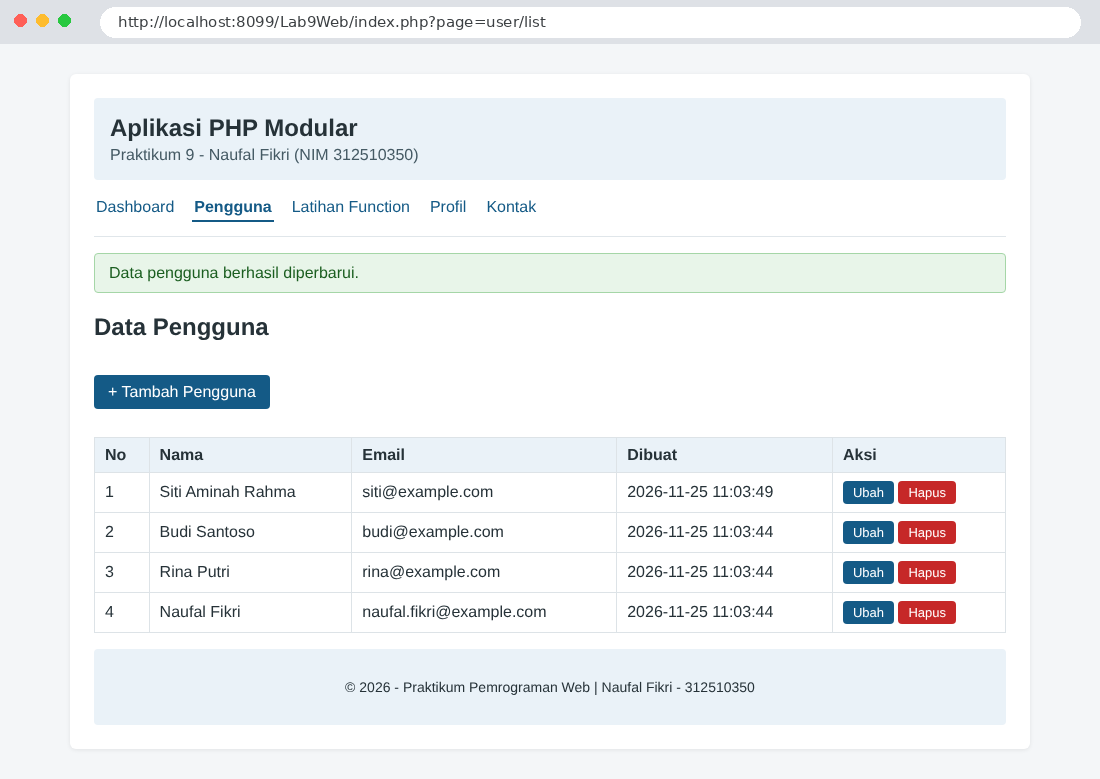 http://localhost:8099/Lab9Web/index.php?page=user/list
Aplikasi PHP Modular
Praktikum 9 - Naufal Fikri (NIM 312510350)
Dashboard Pengguna Latihan Function Profil Kontak
Data pengguna berhasil diperbarui.
Data Pengguna
+ Tambah Pengguna
No Nama Email Dibuat Aksi
1 Siti Aminah Rahma siti@example.com 2026-11-25 11:03:49 Ubah Hapus
2 Budi Santoso budi@example.com 2026-11-25 11:03:44 Ubah Hapus
3 Rina Putri rina@example.com 2026-11-25 11:03:44 Ubah Hapus
4 Naufal Fikri naufal.fikri@example.com 2026-11-25 11:03:44 Ubah Hapus
© 2026 - Praktikum Pemrograman Web | Naufal Fikri - 312510350